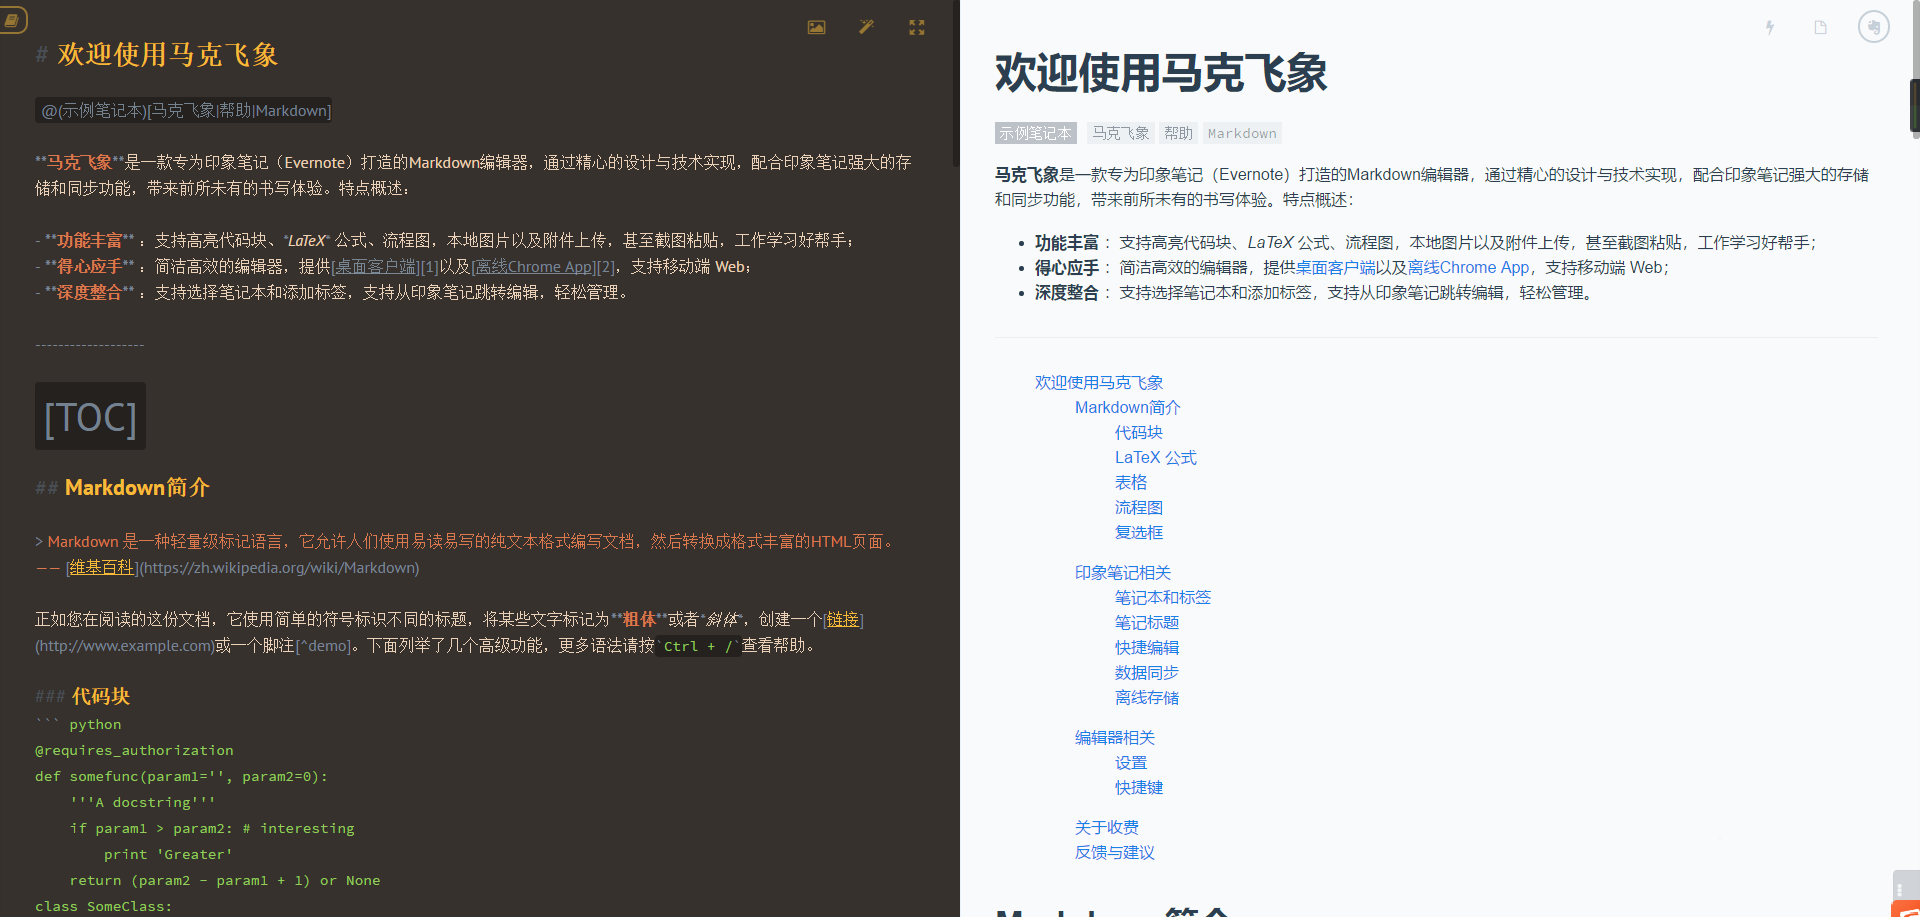 # 欢迎使用马克飞象
@(示例笔记本)[马克飞象|帮助|Markdown]
**马克飞象**是一款专为印象笔记（Evernote）打造的Markdown编辑器，通过精心的设计与技术实现，配合印象笔记强大的存
储和同步功能，带来前所未有的书写体验。特点概述：
- **功能丰富** ：支持高亮代码块、*LaTeX* 公式、流程图，本地图片以及附件上传，甚至截图粘贴，工作学习好帮手；
- **得心应手** ：简洁高效的编辑器，提供[桌面客户端][1]以及[离线Chrome App][2]，支持移动端 Web；
- **深度整合** ：支持选择笔记本和添加标签，支持从印象笔记跳转编辑，轻松管理。
-------------------
[TOC]
## Markdown简介
> Markdown 是一种轻量级标记语言，它允许人们使用易读易写的纯文本格式编写文档，然后转换成格式丰富的HTML页面。
—— [维基百科](https://zh.wikipedia.org/wiki/Markdown)
正如您在阅读的这份文档，它使用简单的符号标识不同的标题，将某些文字标记为**粗体**或者*斜体*，创建一个[链接]
(http://www.example.com)或一个脚注[^demo]。下面列举了几个高级功能，更多语法请按`Ctrl + /`查看帮助。
### 代码块
``` python
@requires_authorization
def somefunc(param1='', param2=0):
    '''A docstring'''
    if param1 > param2: # interesting
        print 'Greater'
    return (param2 - param1 + 1) or None
class SomeClass:
欢迎使用马克飞象
示例笔记本 马克飞象 帮助 Markdown
马克飞象是一款专为印象笔记（Evernote）打造的Markdown编辑器，通过精心的设计与技术实现，配合印象笔记强大的存储
和同步功能，带来前所未有的书写体验。特点概述：
• 功能丰富 ：支持高亮代码块、LaTeX 公式、流程图，本地图片以及附件上传，甚至截图粘贴，工作学习好帮手；
• 得心应手 ：简洁高效的编辑器，提供桌面客户端以及离线Chrome App，支持移动端 Web；
• 深度整合 ：支持选择笔记本和添加标签，支持从印象笔记跳转编辑，轻松管理。
欢迎使用马克飞象
Markdown简介
代码块
LaTeX 公式
表格
流程图
复选框
印象笔记相关
笔记本和标签
笔记标题
快捷编辑
数据同步
离线存储
编辑器相关
设置
快捷键
关于收费
反馈与建议
Markdown简介